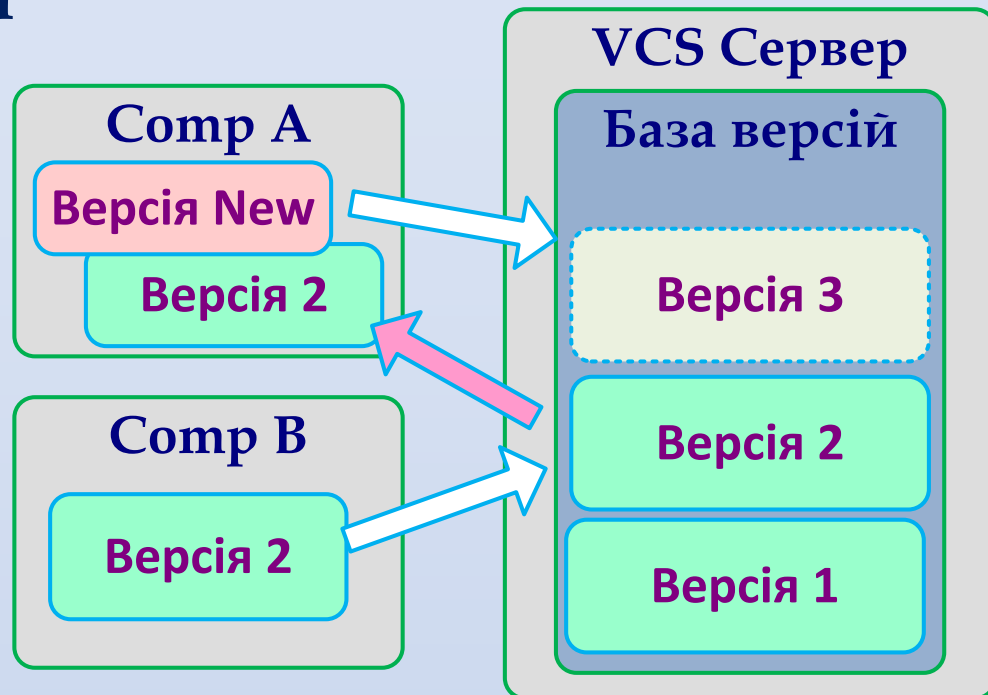 Comp A
Версія New
Версія 2
Comp B
Версія 2
VCS Сервер
База версій
Версія 3
Версія 2
Версія 1